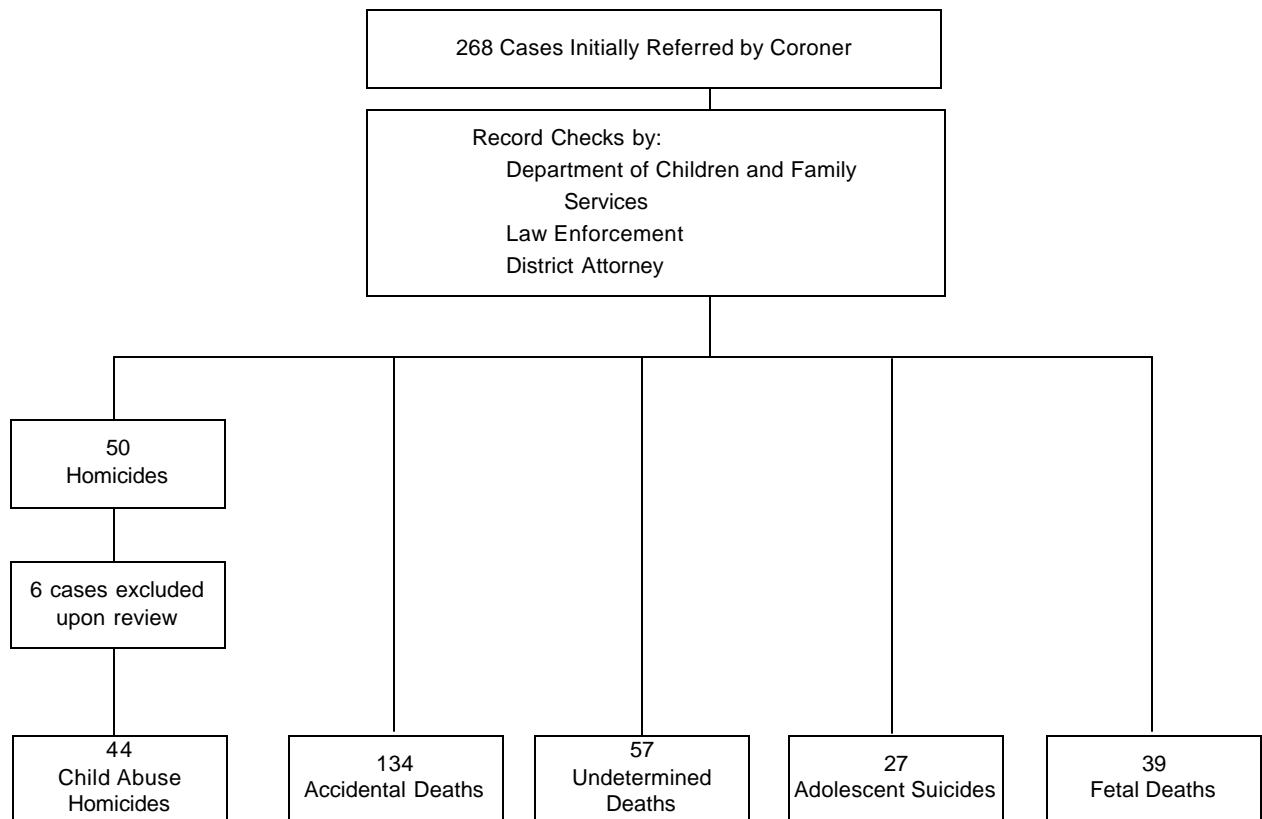 268 Cases Initially Referred by Coroner
Record Checks by:
Department of Children and Family
Services
Law Enforcement
District Attorney
50
Homicides
6 cases excluded
upon review
44
Child Abuse
Homicides
134
Accidental Deaths
57
Undetermined
Deaths
27
Adolescent Suicides
39
Fetal Deaths